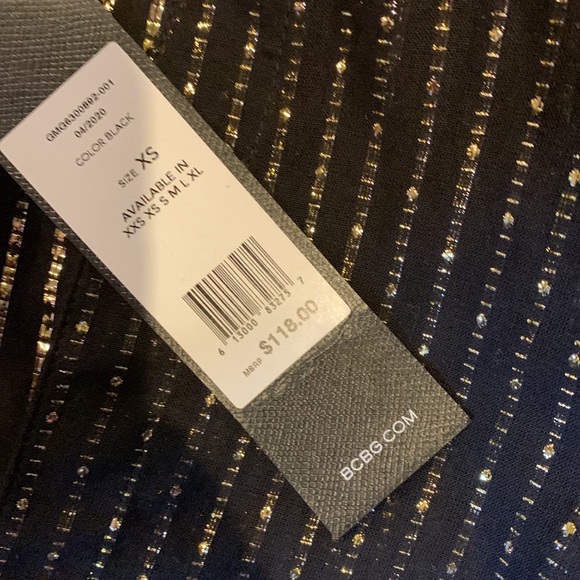 GMG6300692-001
04/2020
COLOR BLACK
SIZE XS
AVAILABLE IN
XXS XS S M L XL
6 13000 83275 7
MSRP $118.00
BCBG.COM